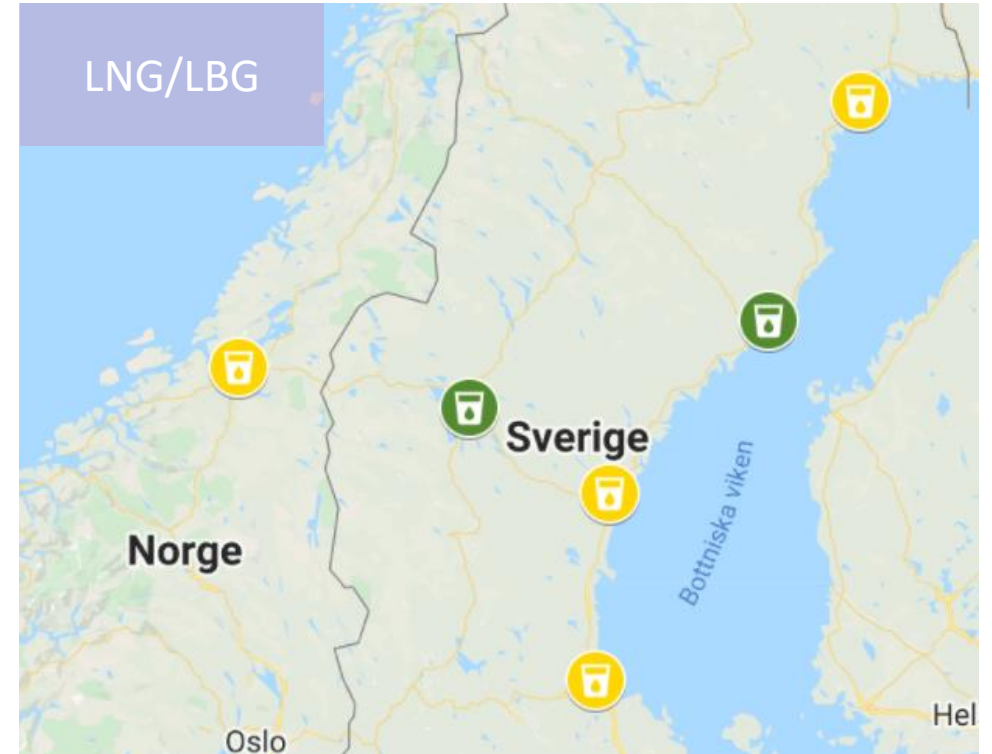 LNG/LBG
Sverige
Bottniska viken
Norge
Hel
Oslo